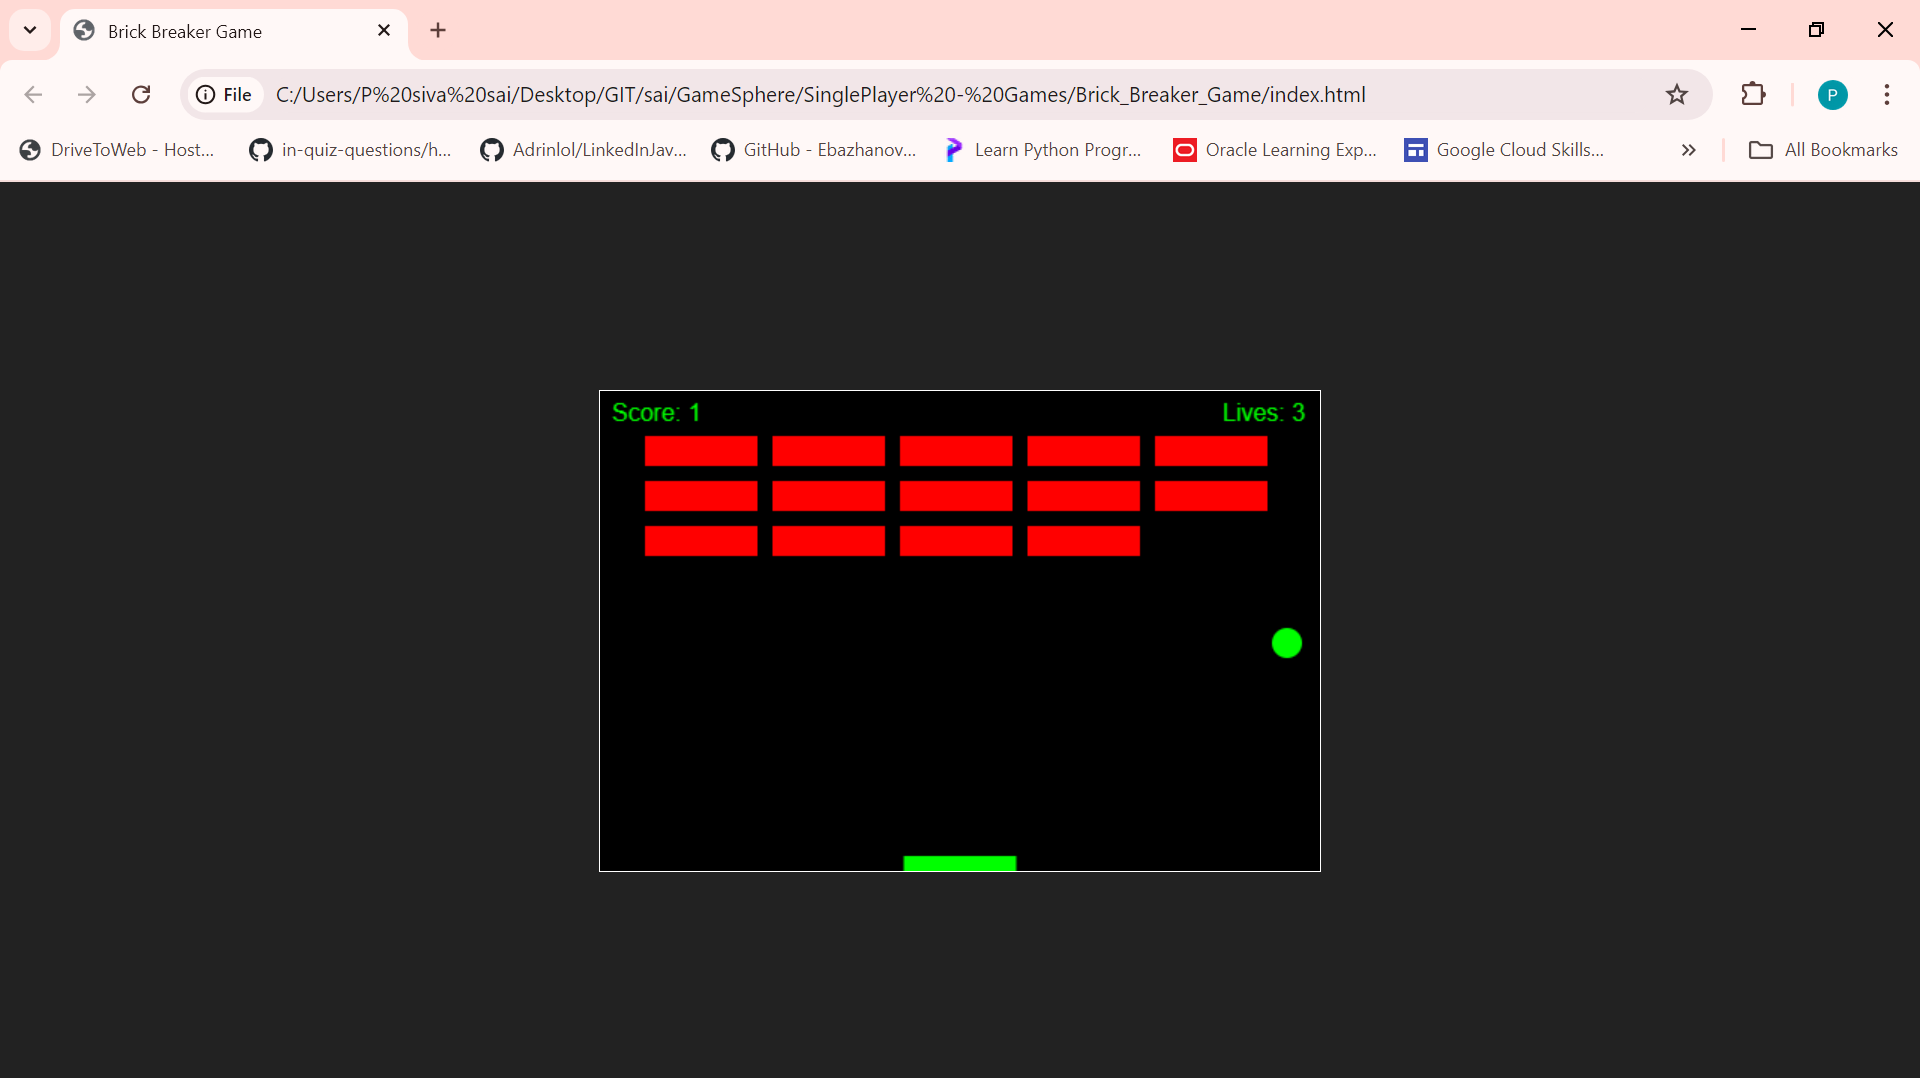 Brick Breaker Game
File C:/Users/P%20siva%20sai/Desktop/GIT/sai/GameSphere/SinglePlayer%20-%20Games/Brick_Breaker_Game/index.html P
DriveToWeb - Host... in-quiz-questions/h... Adrinlol/LinkedInJav... GitHub - Ebazhanov... Learn Python Progr... Oracle Learning Exp... Google Cloud Skills... All Bookmarks
Score: 1 Lives: 3